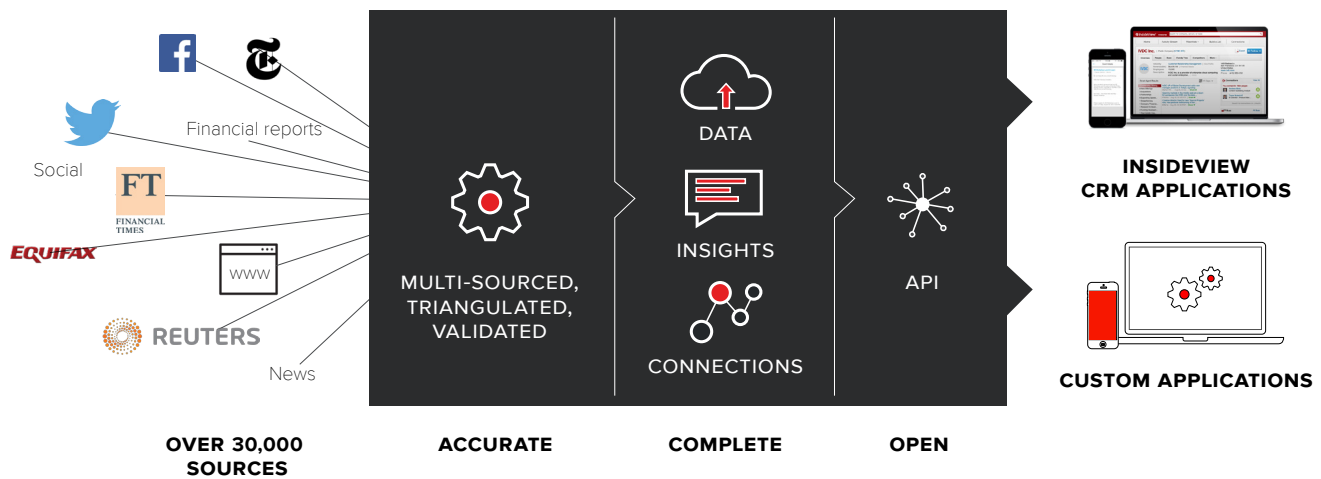 Financial reports
Social
FT
FINANCIAL
TIMES
EQUIFAX
WWW
REUTERS
News
OVER 30,000
SOURCES
MULTI-SOURCED,
TRIANGULATED,
VALIDATED
ACCURATE
DATA
INSIGHTS
CONNECTIONS
COMPLETE
API
OPEN
INSIDEVIEW
CRM APPLICATIONS
CUSTOM APPLICATIONS